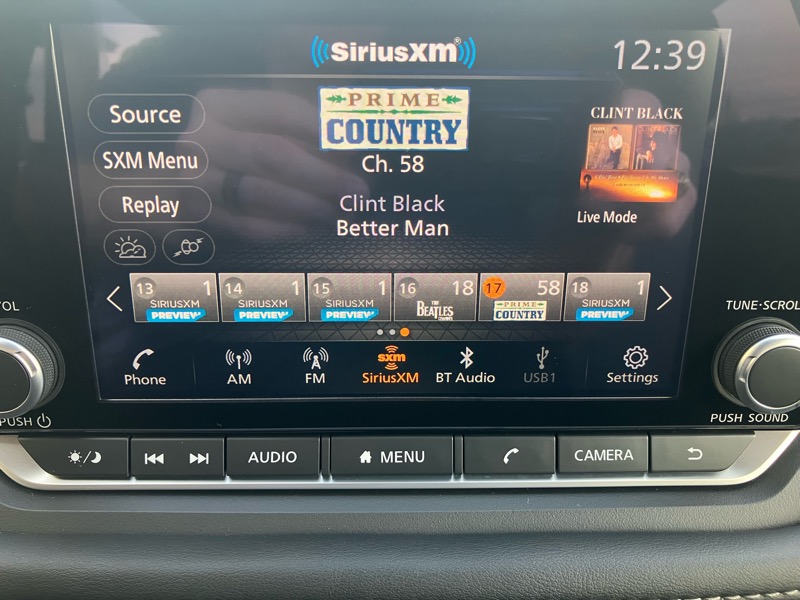 SiriusXM®
12:39
Source
SXM Menu
Replay
PRIME
COUNTRY
Ch. 58
Clint Black
Better Man
CLINT BLACK
Live Mode
13 1
SIRIUSXM
PREVIEW
14 1
SIRIUSXM
PREVIEW
15 1
SIRIUSXM
PREVIEW
16 18
THE
BEATLES
17 58
PRIME
COUNTRY
18 1
SIRIUSXM
PREVIEW
Phone
AM
FM
sxm
SiriusXM
BT Audio
USB1
Settings
OL
PUSH
TUNE·SCROLL
PUSH SOUND
AUDIO
MENU
CAMERA